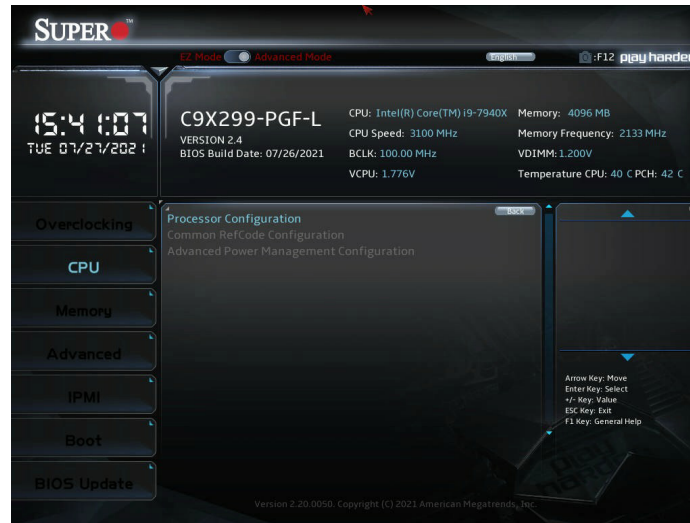 SUPER™
EZ Mode Advanced Mode
English
:F12 play harder
15:41:07
TUE 07/27/2021
C9X299-PGF-L
VERSION 2.4
BIOS Build Date: 07/26/2021
CPU: Intel(R) Core(TM) i9-7940X
CPU Speed: 3100 MHz
BCLK: 100.00 MHz
VCPU: 1.776V
Memory: 4096 MB
Memory Frequency: 2133 MHz
VDIMM: 1.200V
Temperature CPU: 40 C PCH: 42 C
Overclocking
CPU
Memory
Advanced
IPMI
Boot
BIOS Update
Back
Processor Configuration
Common RefCode Configuration
Advanced Power Management Configuration
Arrow Key: Move
Enter Key: Select
+/- Key: Value
ESC Key: Exit
F1 Key: General Help
Version 2.20.0050. Copyright (C) 2021 American Megatrends, Inc.